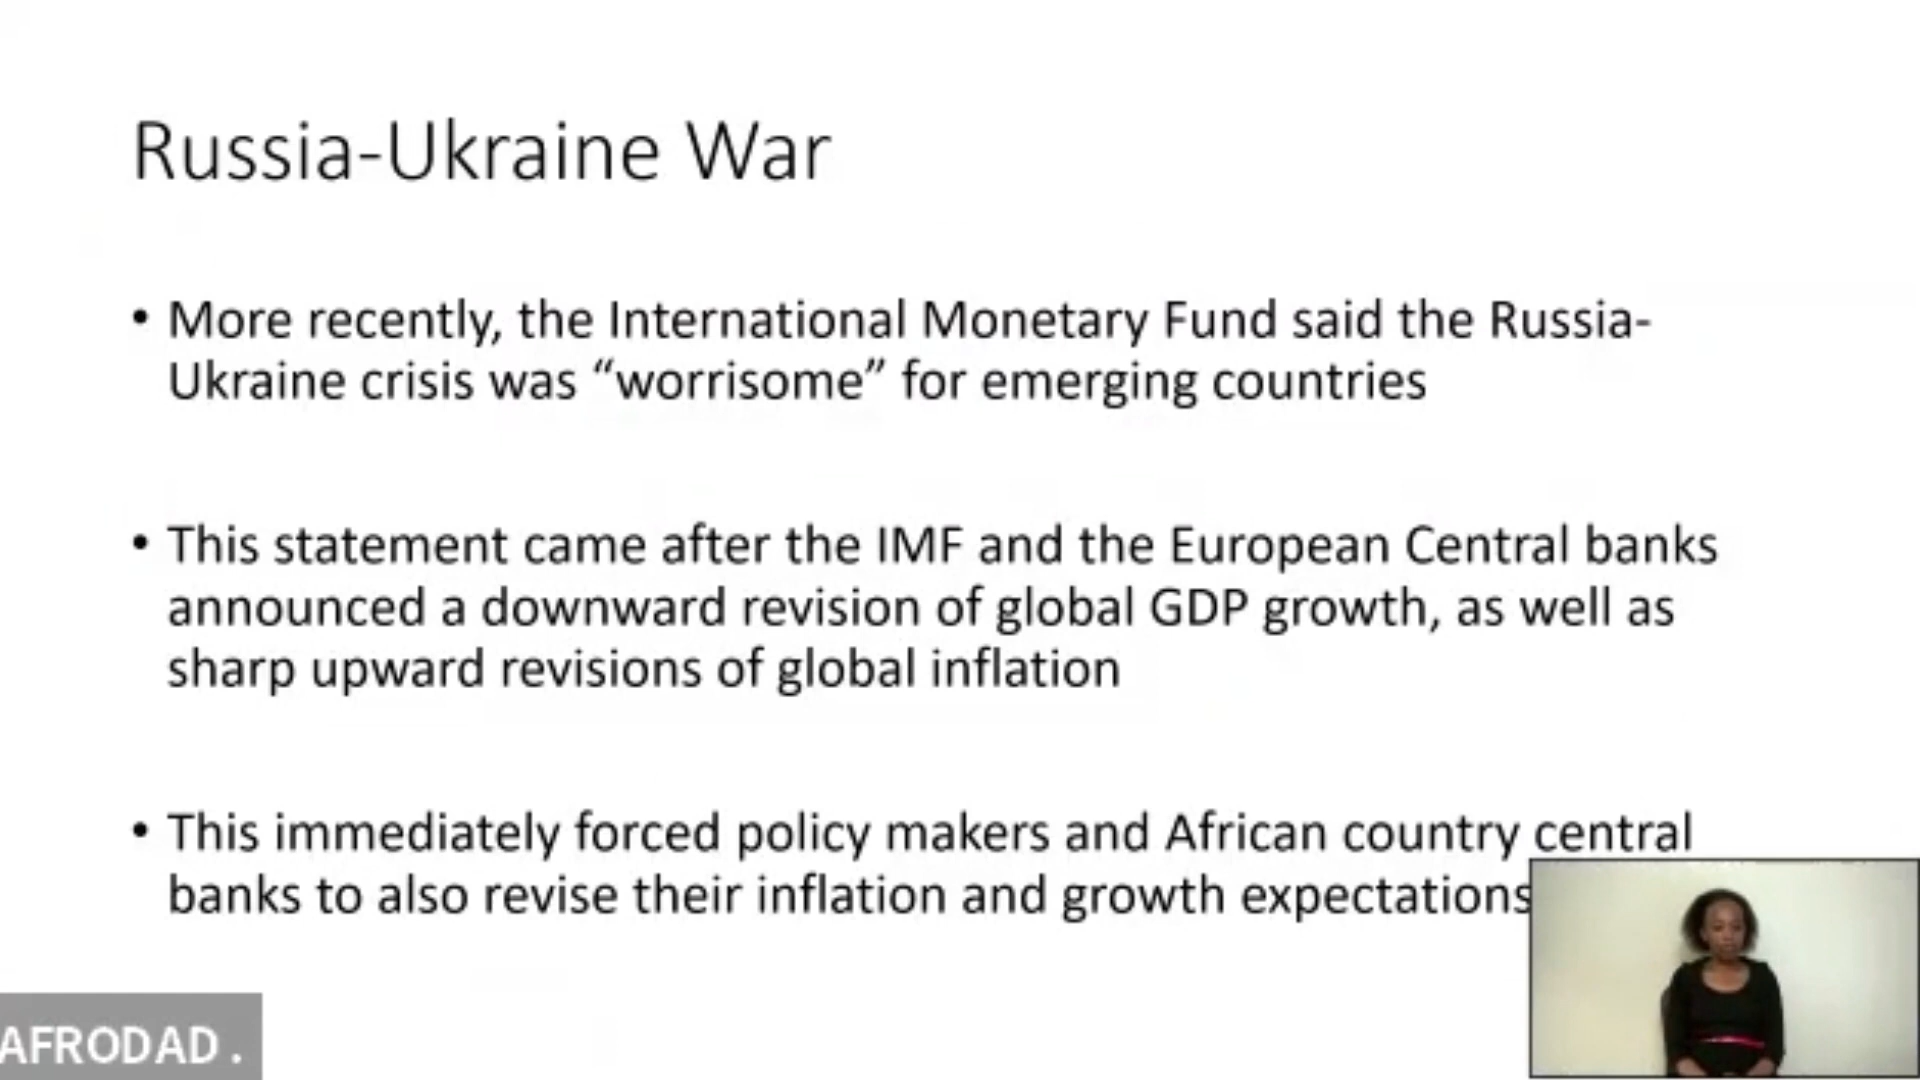 Russia-Ukraine War
• More recently, the International Monetary Fund said the Russia-
Ukraine crisis was “worrisome” for emerging countries
• This statement came after the IMF and the European Central banks
announced a downward revision of global GDP growth, as well as
sharp upward revisions of global inflation
• This immediately forced policy makers and African country central
banks to also revise their inflation and growth expectations
AFRODAD .